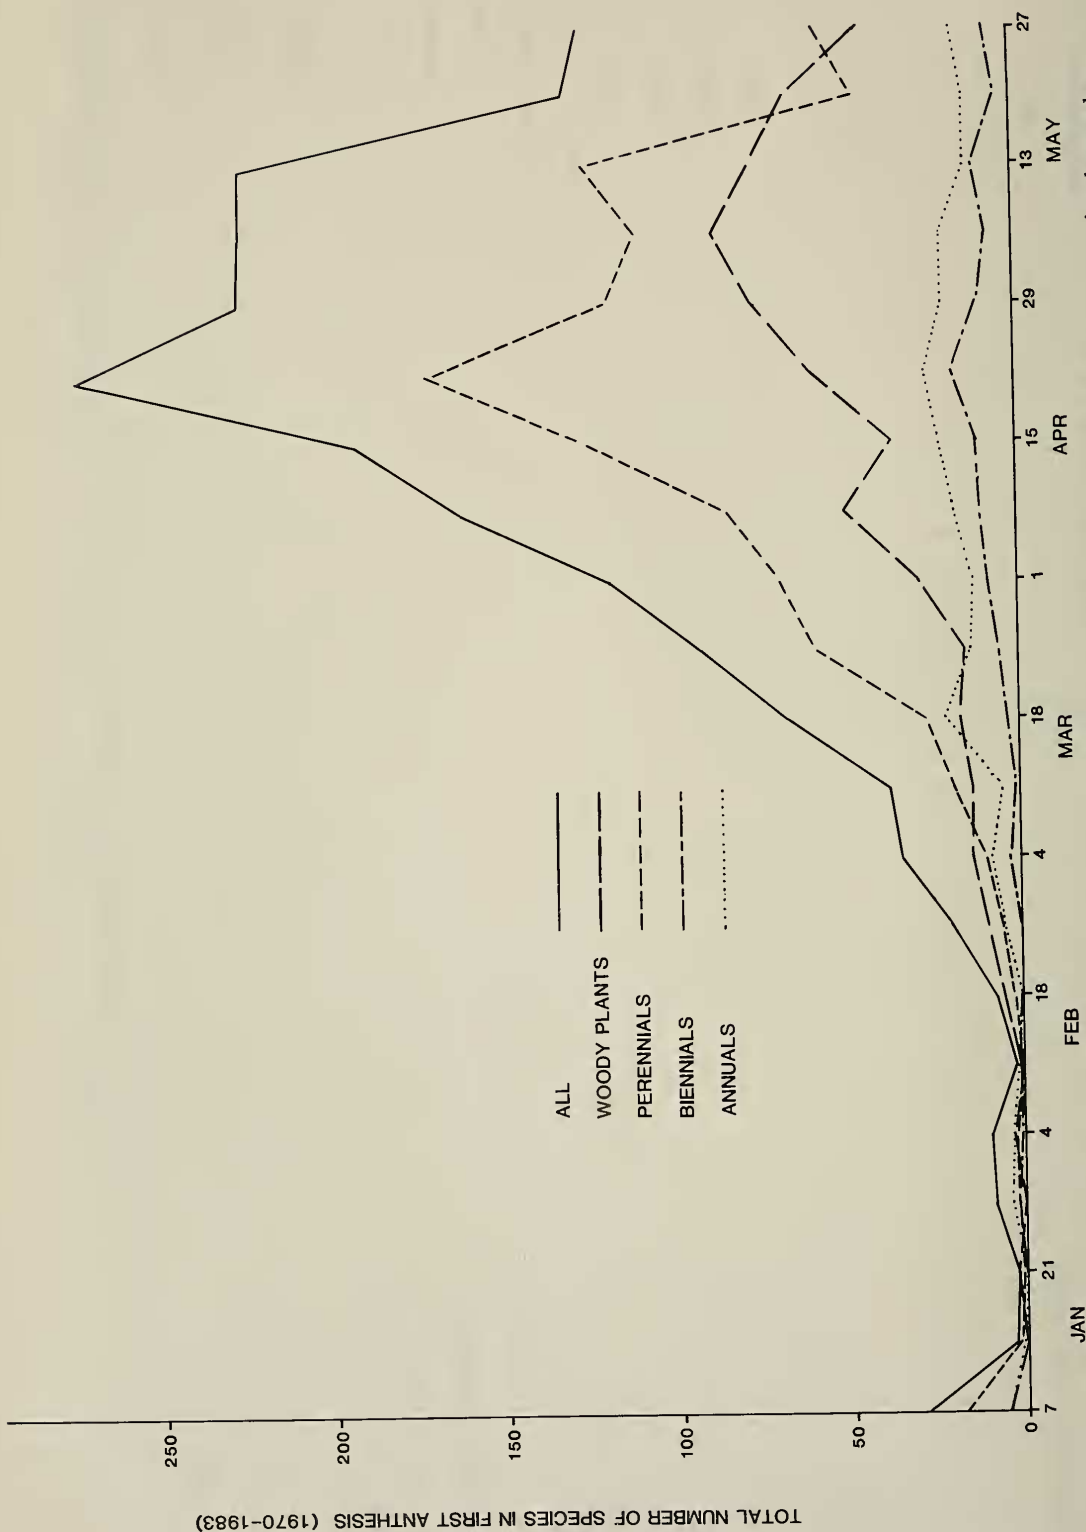 TOTAL NUMBER OF SPECIES IN FIRST ANTHESIS (1970-1983)
250
200
150
100
50
0
ALL
WOODY PLANTS
PERENNIALS
BIENNIALS
ANNUALS
7 21 4 18 4 18 1 15 29 13 27
JAN FEB MAR APR MAY